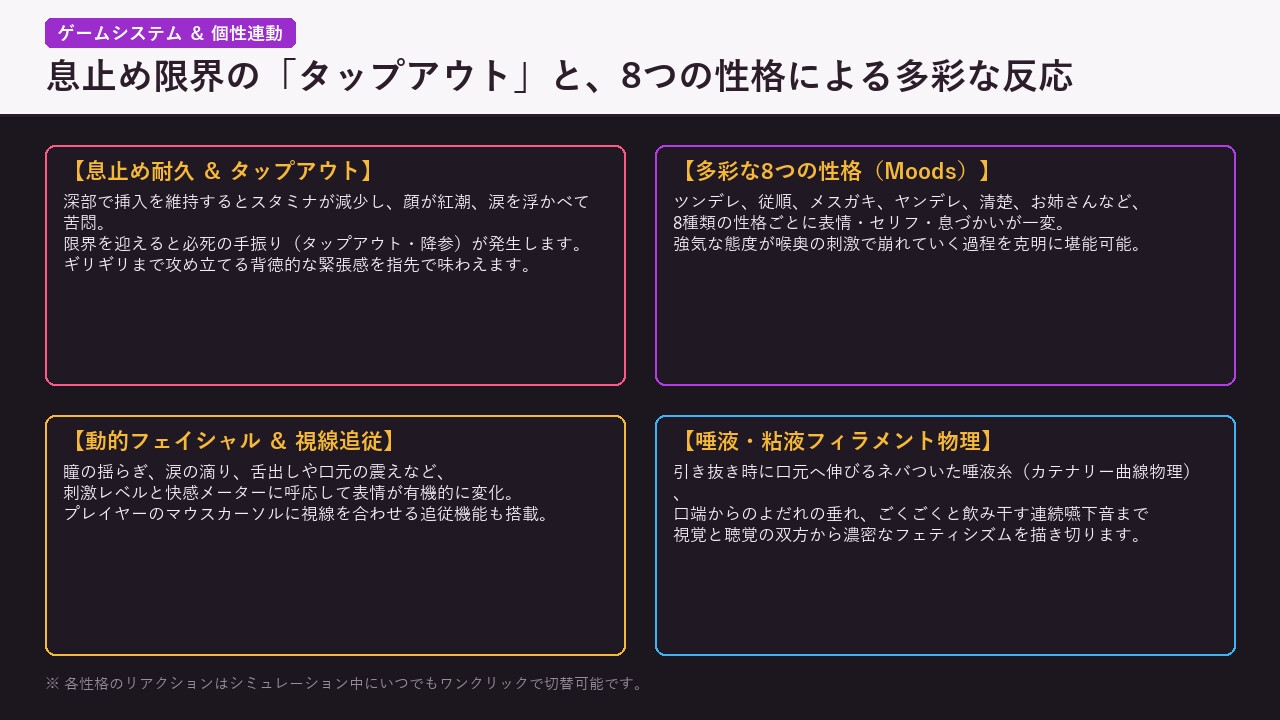 ゲームシステム & 個性連動
息止め限界の「タップアウト」と、8つの性格による多彩な反応
【息止め耐久 & タップアウト】
深部で挿入を維持するとスタミナが減少し、顔が紅潮、涙を浮かべて
苦悶。
限界を迎えると必死の手振り（タップアウト・降参）が発生します。
ギリギリまで攻め立てる背徳的な緊張感を指先で味わえます。
【多彩な8つの性格（Moods）】
ツンデレ、従順、メスガキ、ヤンデレ、清楚、お姉さんなど、
8種類の性格ごとに表情・セリフ・息づかいが一変。
強気な態度が喉奥の刺激で崩れていく過程を克明に堪能可能。
【動的フェイシャル & 視線追従】
瞳の揺らぎ、涙の滴り、舌出しや口元の震えなど、
刺激レベルと快感メーターに呼応して表情が有機的に変化。
プレイヤーのマウスカーソルに視線を合わせる追従機能も搭載。
【唾液・粘液フィラメント物理】
引き抜き時に口元へ伸びるネバついた唾液糸（カテナリー曲線物理）
、
口端からのよだれの垂れ、ごくごくと飲み干す連続嚥下音まで
視覚と聴覚の双方から濃密なフェティシズムを描き切ります。
※ 各性格のリアクションはシミュレーション中にいつでもワンクリックで切替可能です。